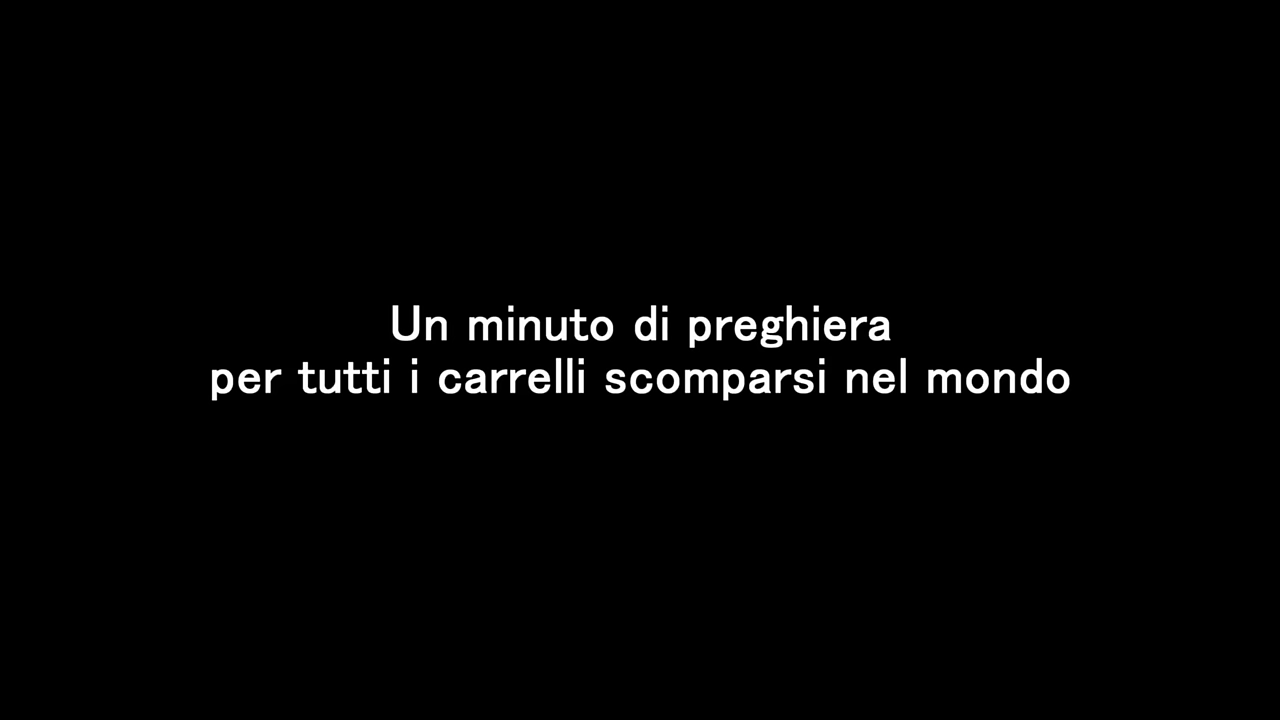 Un minuto di preghiera
per tutti i carrelli scomparsi nel mondo